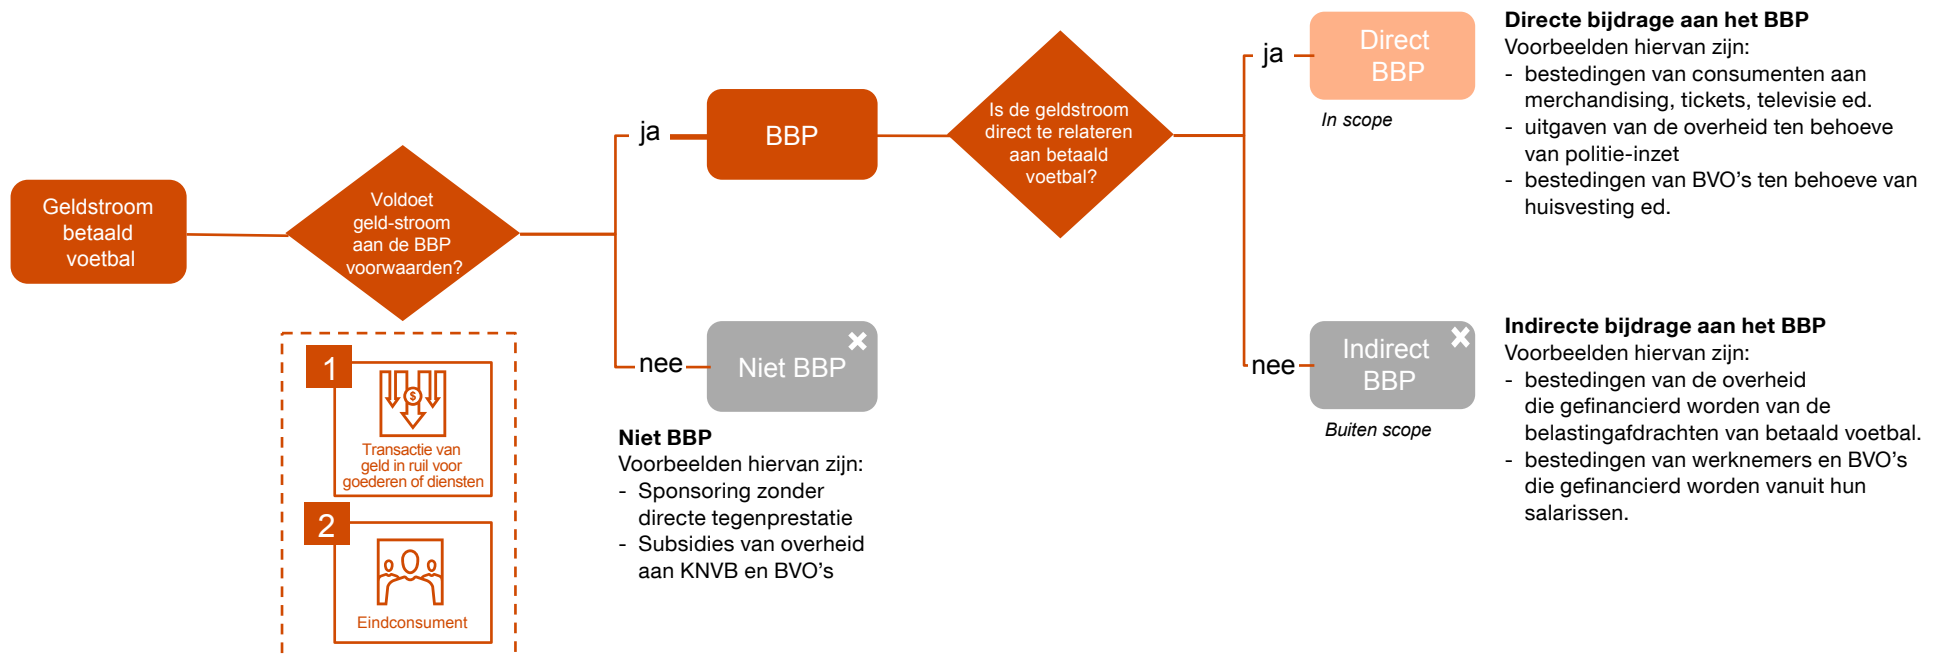 Geldstroom
betaald
voetbal
Voldoet
geld-stroom
aan de BBP
voorwaarden?
1
Transactie van
geld in ruil voor
goederen of diensten
2
Eindconsument
ja
BBP
nee
Niet BBP
Niet BBP
Voorbeelden hiervan zijn:
- Sponsoring zonder
directe tegenprestatie
- Subsidies van overheid
aan KNVB en BVO's
Is de geldstroom
direct te relateren
aan betaald
voetbal?
ja
Direct
BBP
In scope
Directe bijdrage aan het BBP
Voorbeelden hiervan zijn:
- bestedingen van consumenten aan
merchandising, tickets, televisie ed.
- uitgaven van de overheid ten behoeve
van politie-inzet
- bestedingen van BVO's ten behoeve van
huisvesting ed.
nee
Indirect
BBP
Buiten scope
Indirecte bijdrage aan het BBP
Voorbeelden hiervan zijn:
- bestedingen van de overheid
die gefinancierd worden van de
belastingafdrachten van betaald voetbal.
- bestedingen van werknemers en BVO's
die gefinancierd worden vanuit hun
salarissen.